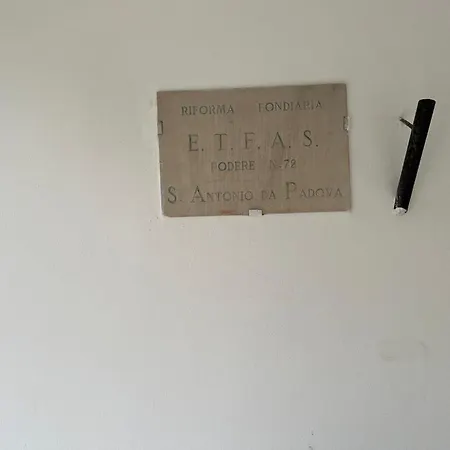 RIFORMA FONDIARIA
E. T. F. A. S.
PODERE N. 72
S. ANTONIO DA PADOVA